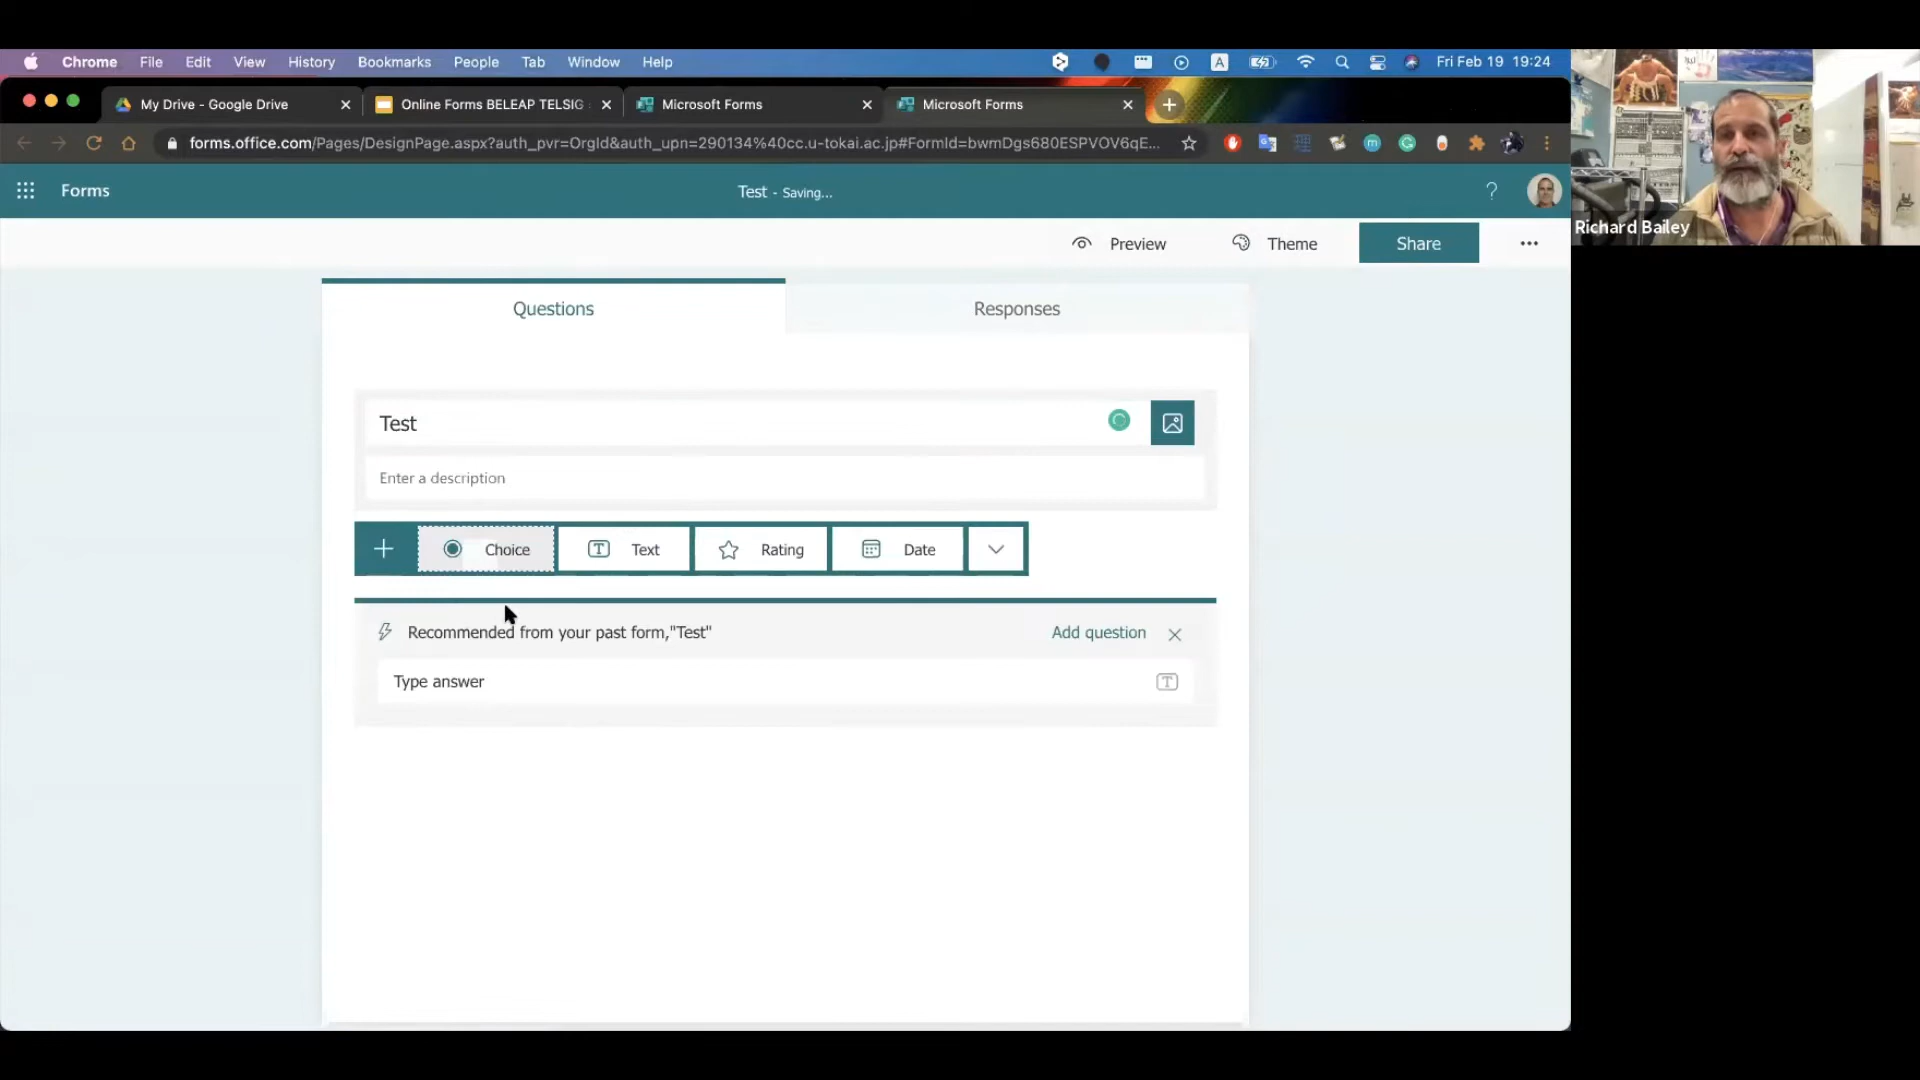 Chrome File Edit View History Bookmarks People Tab Window Help A Fri Feb 19 19:24
My Drive - Google Drive Online Forms BELEAP TELSIG Microsoft Forms Microsoft Forms
forms.office.com/Pages/DesignPage.aspx?auth_pvr=OrgId&auth_upn=290134%40cc.u-tokai.ac.jp#FormId=bwmDgs680ESPVOV6qE...
Forms Test - Saving... ?
Richard Bailey
Preview Theme Share
Questions Responses
Test
Enter a description
Choice Text Rating Date
Recommended from your past form,"Test" Add question
Type answer